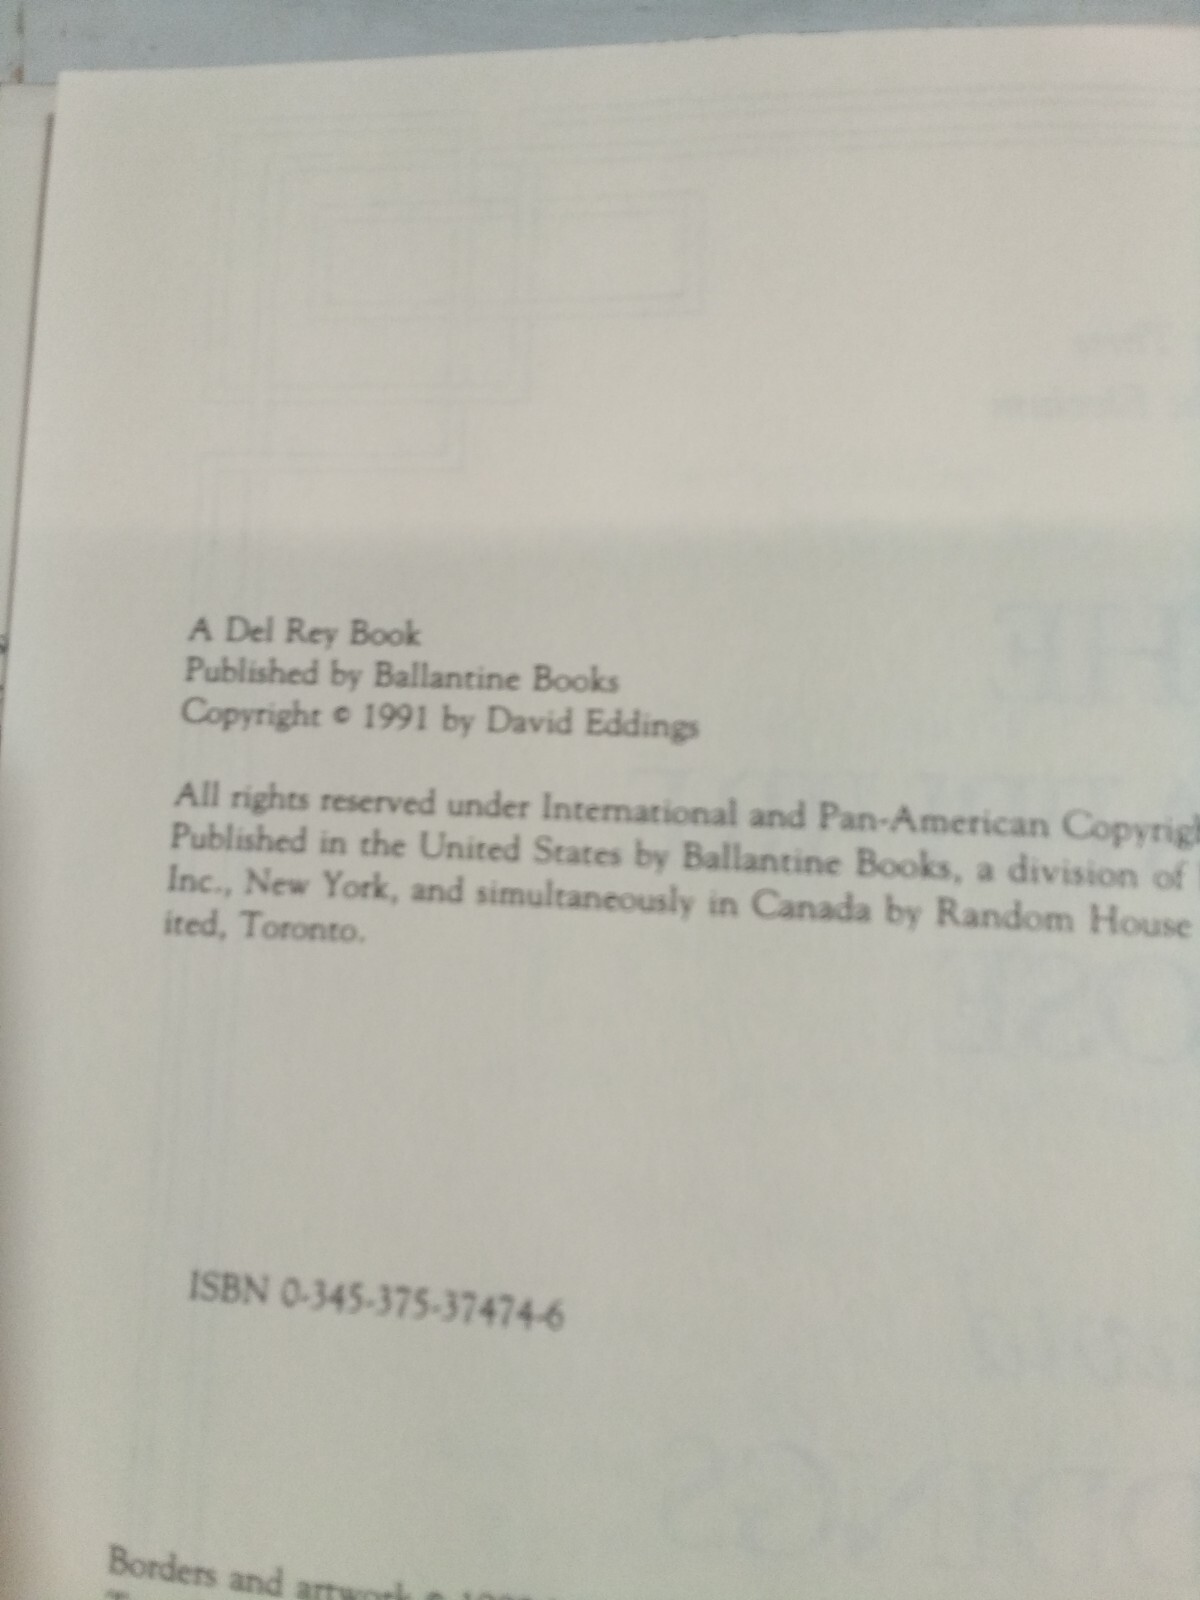 A Del Rey Book
Published by Ballantine Books
Copyright © 1991 by David Eddings
All rights reserved under International and Pan-American Copyrigh
Published in the United States by Ballantine Books, a division of
Inc., New York, and simultaneously in Canada by Random House
ited, Toronto.
ISBN 0-345-375-37474-6
Borders and artwork ©